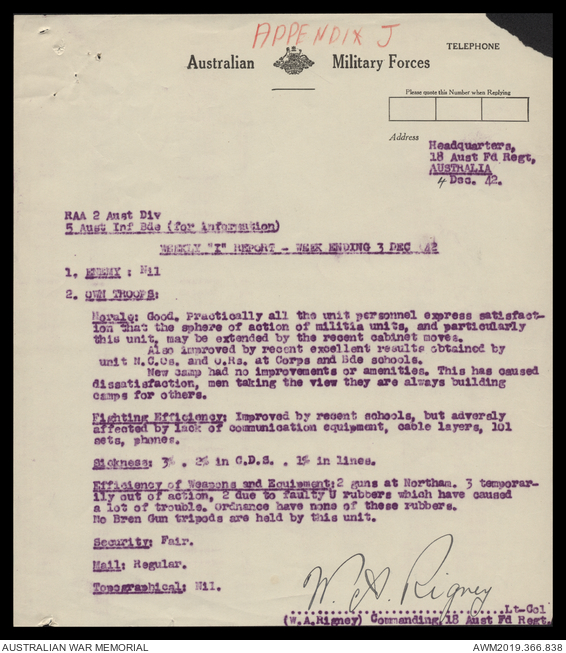 APPENDIX J
TELEPHONE
Australian Military Forces
Please quote this Number when Replying
Address
Headquarters,
18 Aust Fd Regt,
AUSTRALIA
4 Dec. 42.
RAA 2 Aust Div
5 Aust Inf Bde (for information)
WEEKLY "I" REPORT - WEEK ENDING 3 DEC 42
1. ENEMY : Nil
2. OWN TROOPS:
Morale: Good. Practically all the unit personnel express satisfact-
ion that the sphere of action of militia units, and particularly
this unit, may be extended by the recent cabinet moves.
Also improved by recent excellent results obtained by
unit N.C.Os. and O.Rs. at Corps and Bde schools.
New camp had no improvements or amenities. This has caused
dissatisfaction, men taking the view they are always building
camps for others.
Fighting Efficiency: Improved by recent schools, but adversly
affected by lack of communication equipment, cable layers, 101
sets, phones.
Sickness: 3% . 2% in C.D.S. . 1% in lines.
Efficiency of Weapons and Equipment: 2 guns at Northam. 3 temporar-
ily out of action, 2 due to faulty U rubbers which have caused
a lot of trouble. Ordnance have none of these rubbers.
No Bren Gun tripods are held by this unit.
Security: Fair.
Mail: Regular.
Topographical: Nil.
W. A. Rigney
Lt-Col
(W.A.Rigney) Commanding 18 Aust Fd Regt.
AUSTRALIAN WAR MEMORIAL
AWM2019.366.838